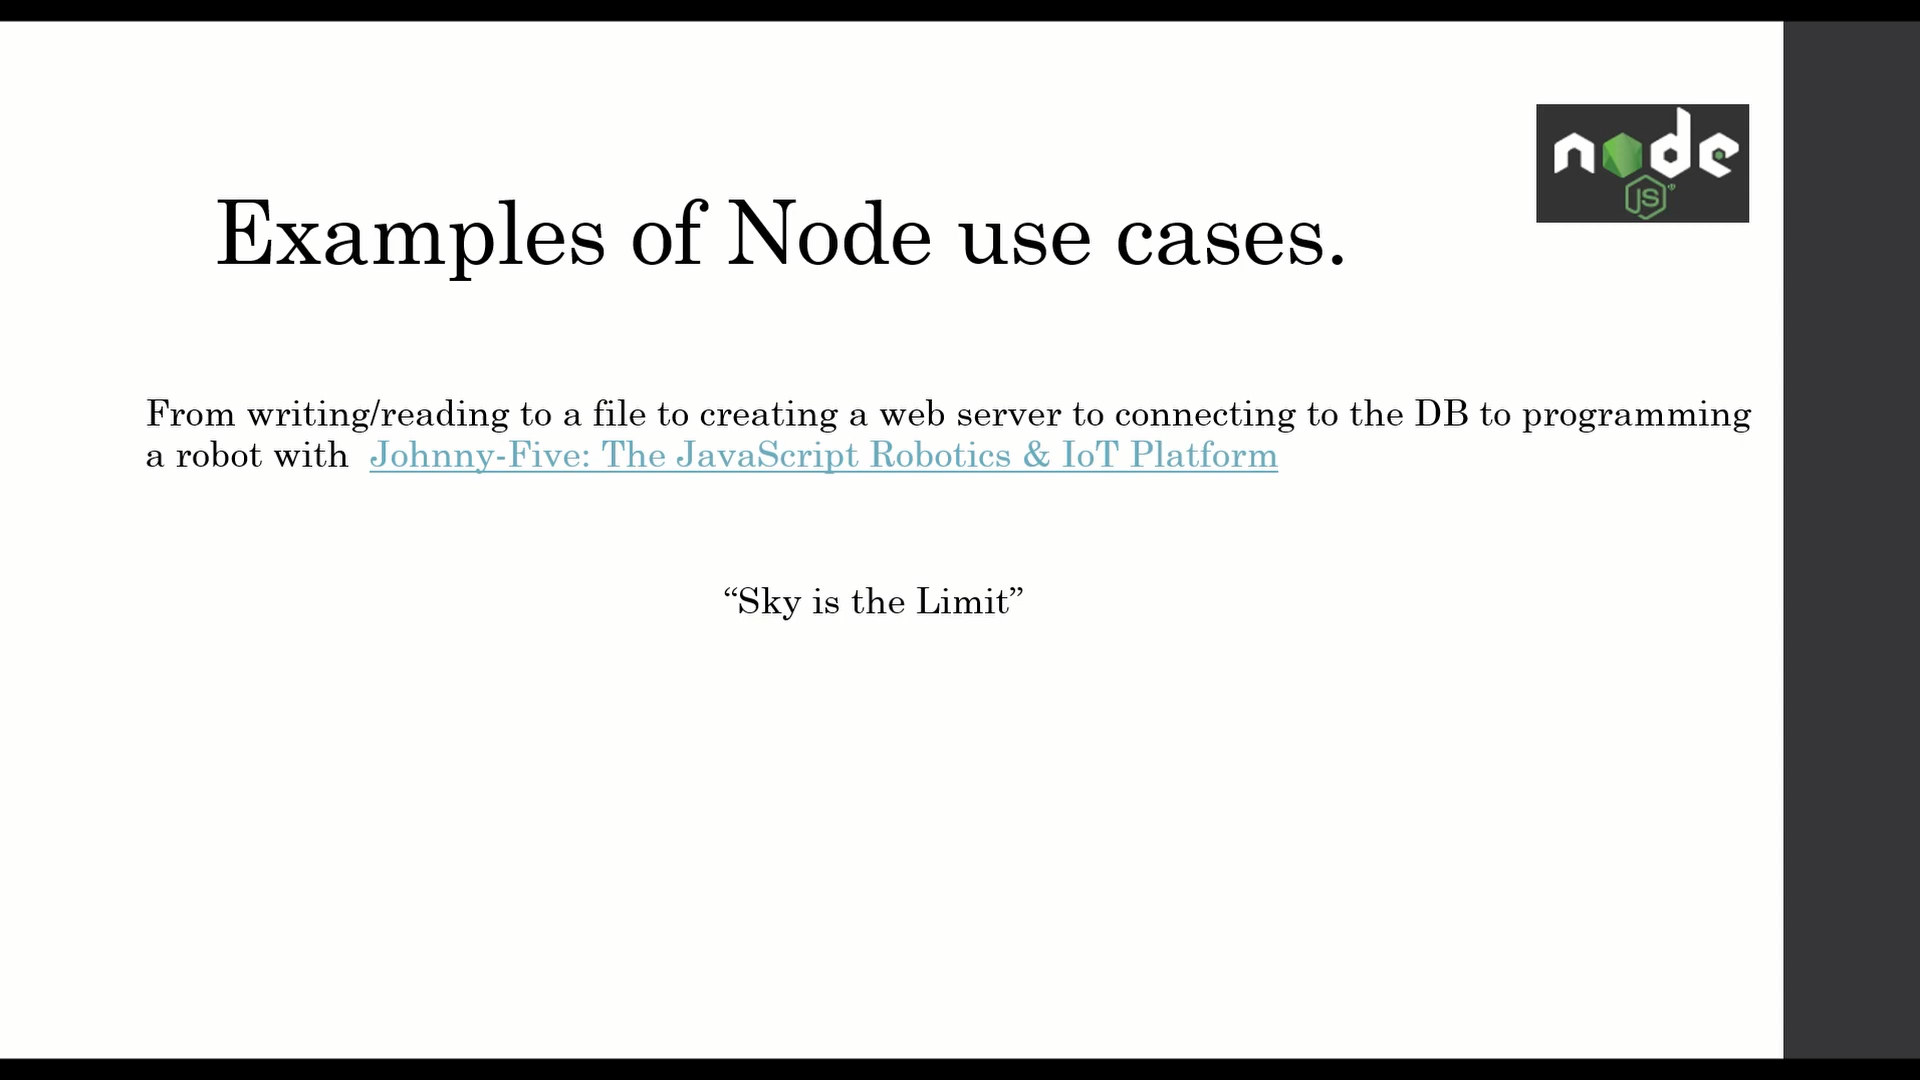 node
JS
Examples of Node use cases.
From writing/reading to a file to creating a web server to connecting to the DB to programming
a robot with  Johnny-Five: The JavaScript Robotics & IoT Platform
“Sky is the Limit”